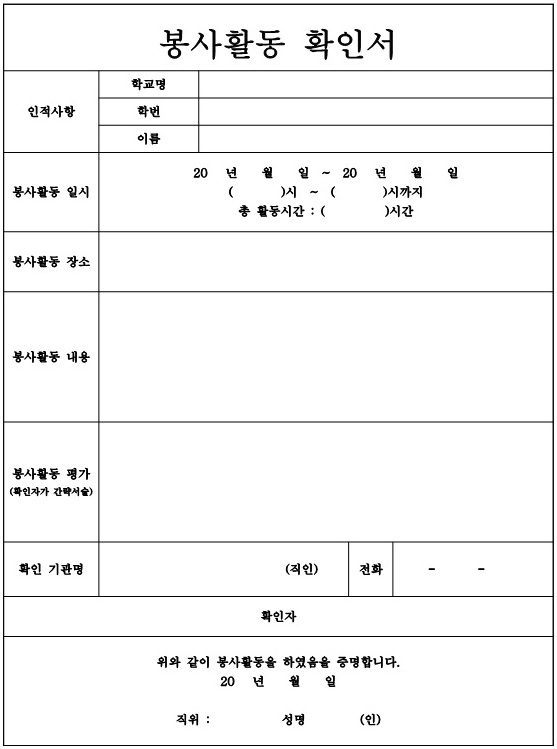 봉사활동 확인서
인적사항
학교명
학번
이름
봉사활동 일시
20 년 월 일 ~ 20 년 월 일
( )시 ~ ( )시까지
총 활동시간 : ( )시간
봉사활동 장소
봉사활동 내용
봉사활동 평가
(확인자가 간략서술)
확인 기관명 (직인) 전화 - -
확인자
위와 같이 봉사활동을 하였음을 증명합니다.
20 년 월 일
직위 : 성명 (인)